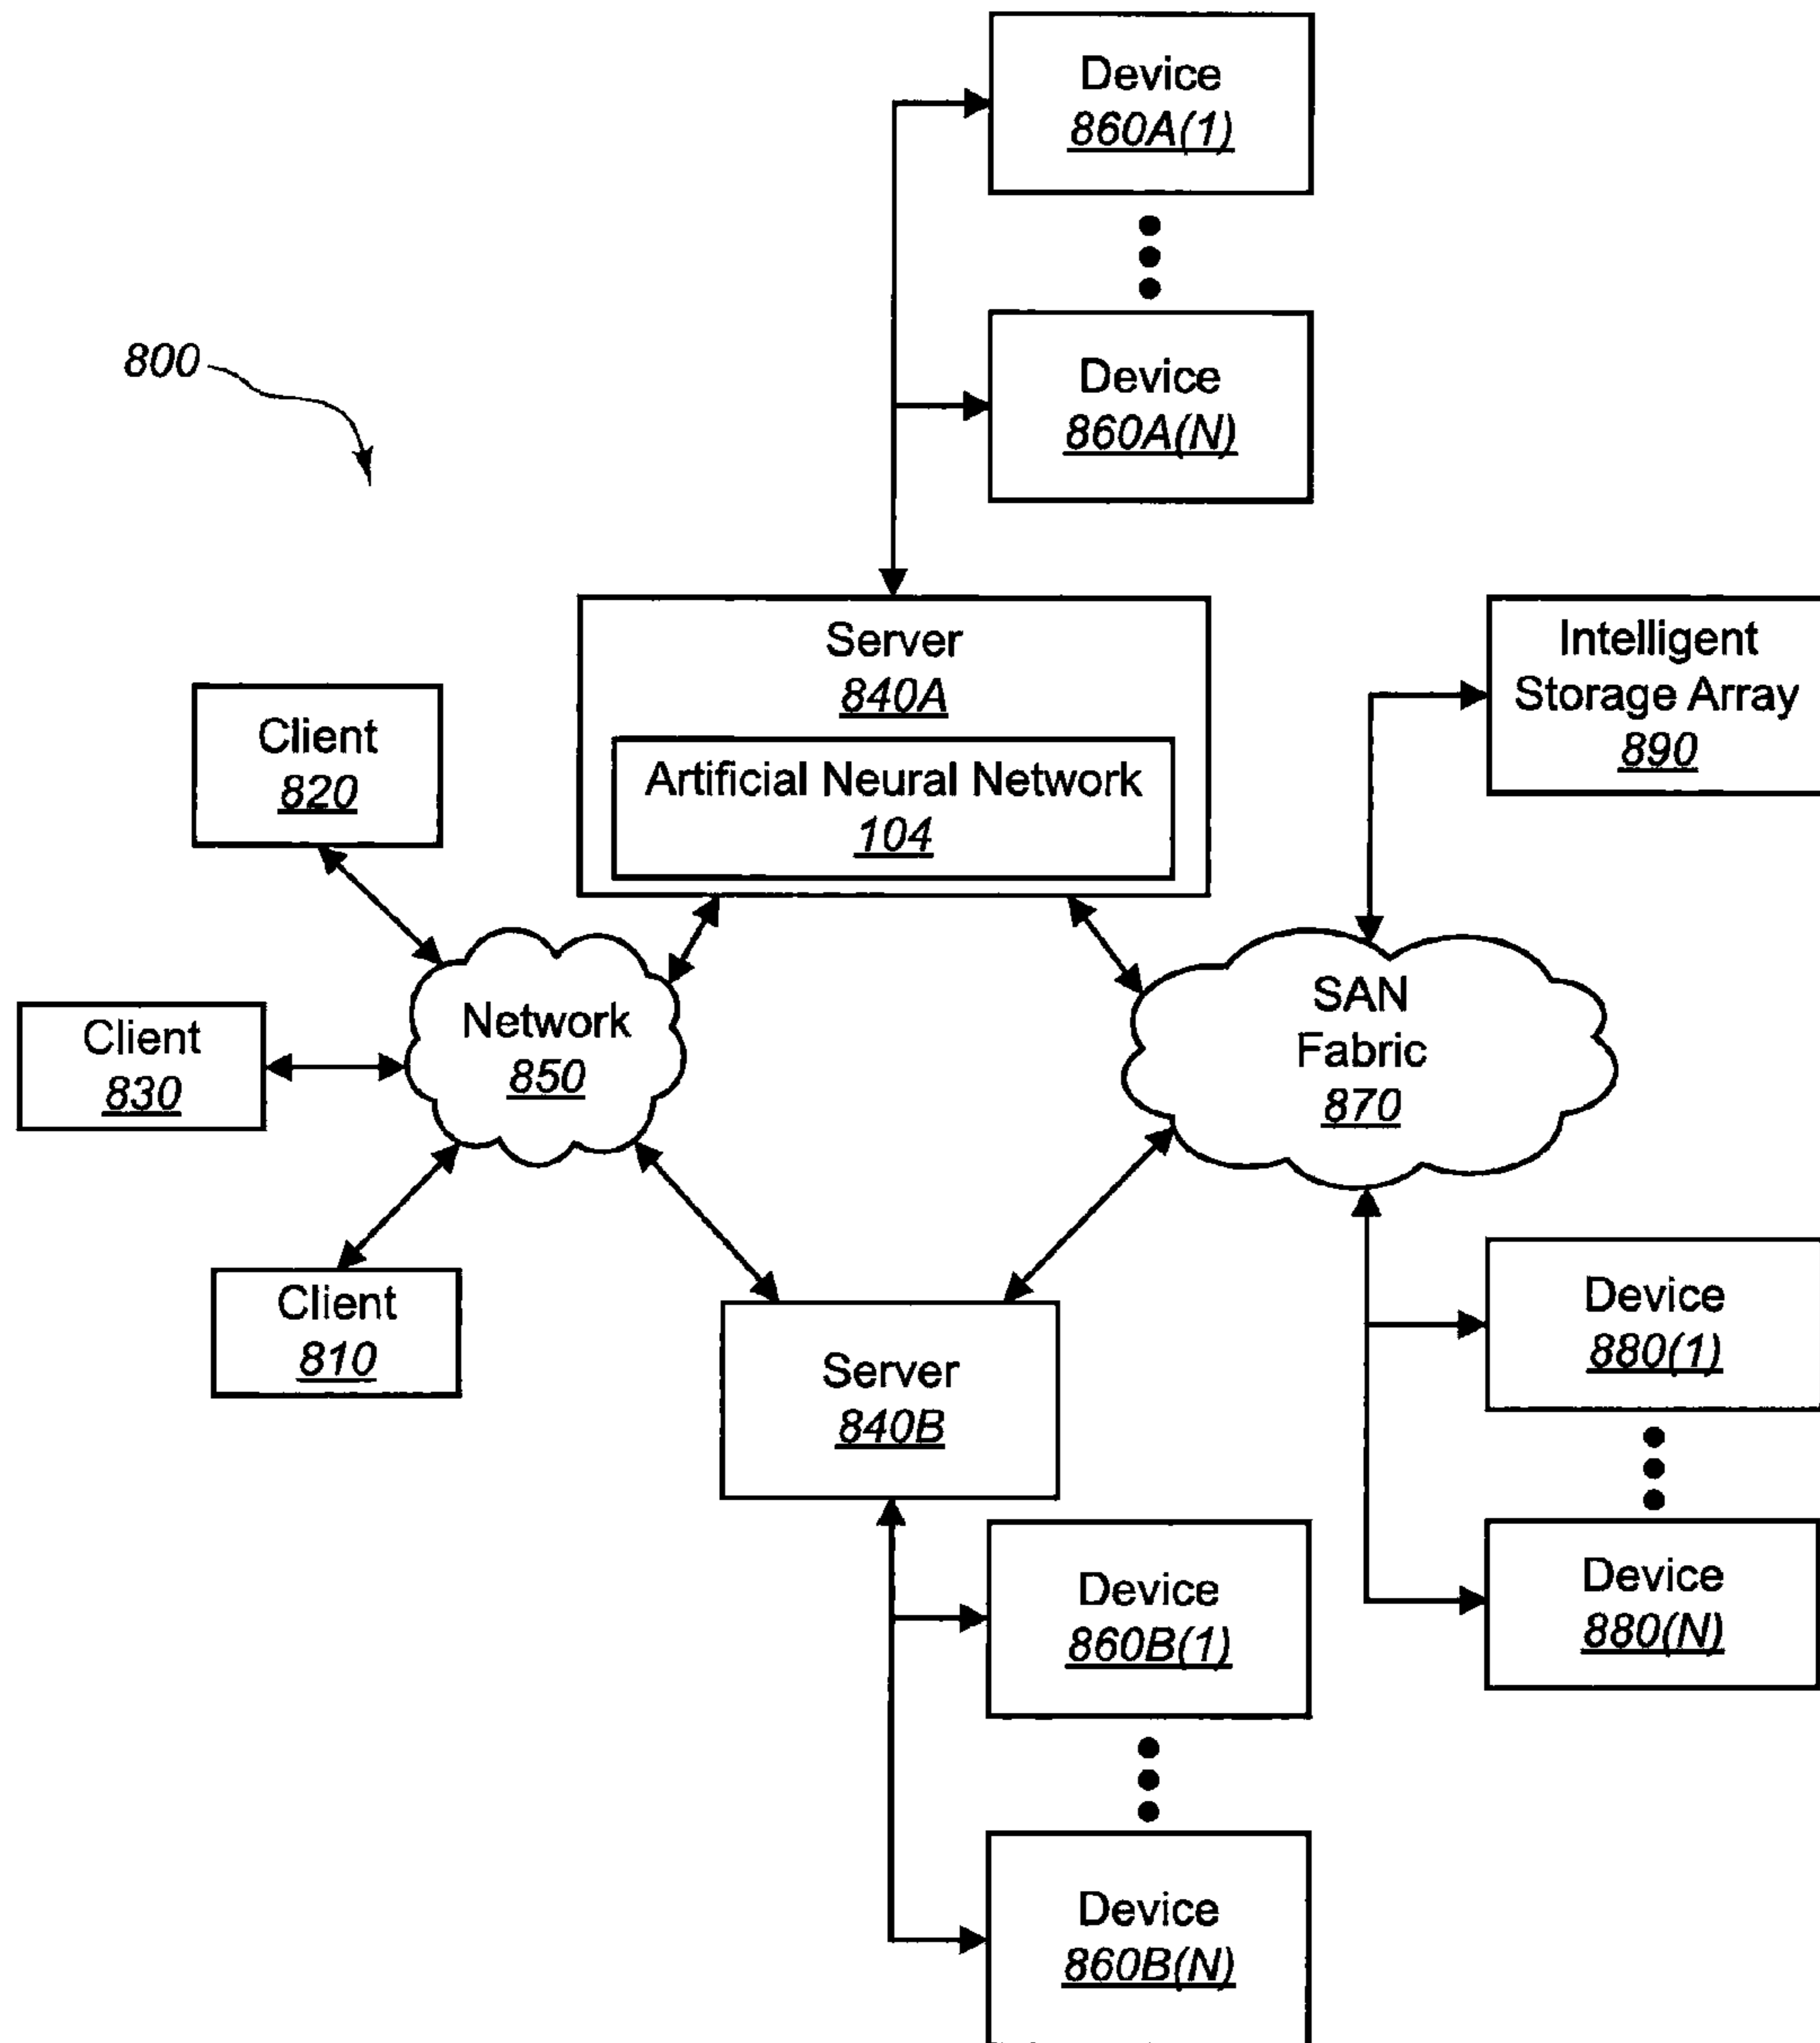 Device
860A(1)
Device
860A(N)
800
Server
840A
Artificial Neural Network
104
Intelligent
Storage Array
890
Client
820
Network
850
SAN
Fabric
870
Client
830
Client
810
Server
840B
Device
880(1)
Device
880(N)
Device
860B(1)
Device
860B(N)